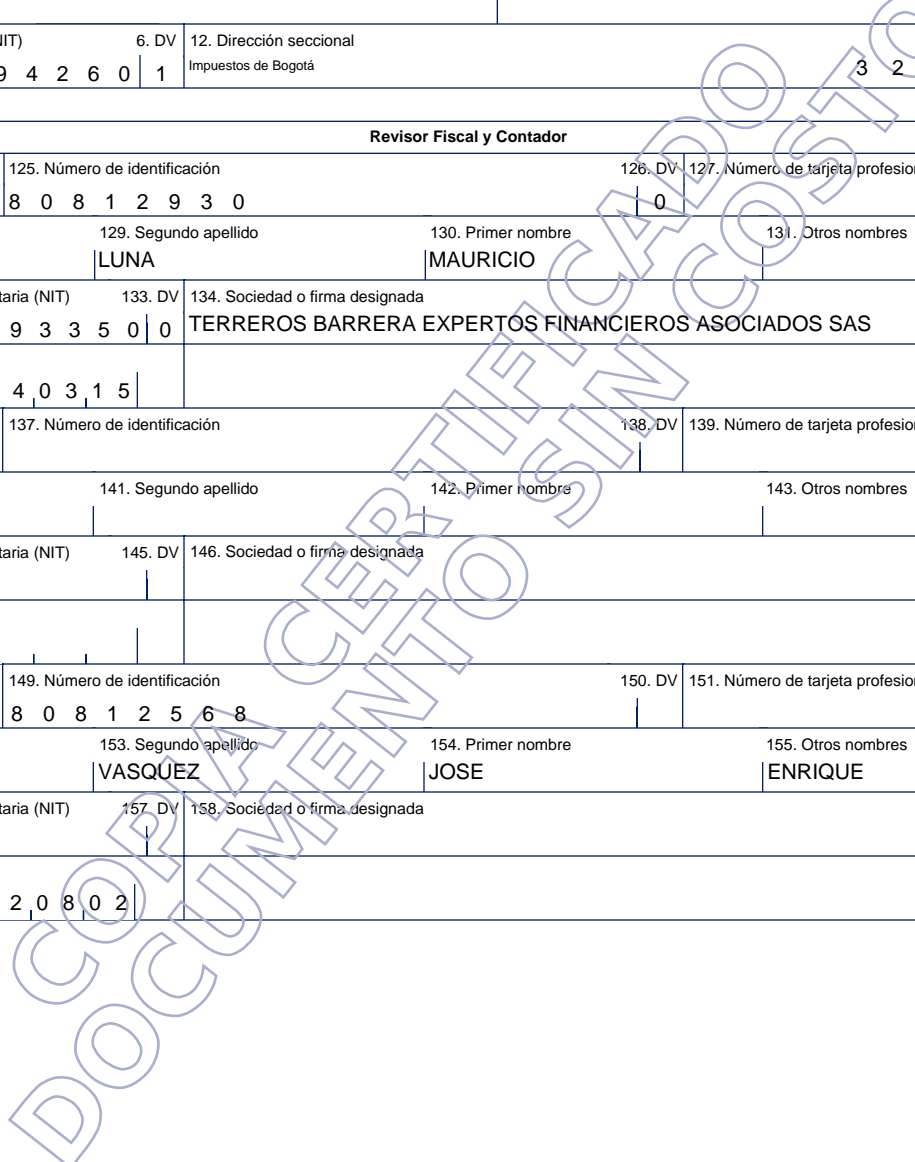 NIT) 6. DV 12. Dirección seccional
9 4 2 6 0 1 Impuestos de Bogotá 3 2
Revisor Fiscal y Contador
125. Número de identificación 126. DV 127. Número de tarjeta profesion
8 0 8 1 2 9 3 0 0
129. Segundo apellido 130. Primer nombre 131. Otros nombres
LUNA MAURICIO
taria (NIT) 133. DV 134. Sociedad o firma designada
9 3 3 5 0 0 TERREROS BARRERA EXPERTOS FINANCIEROS ASOCIADOS SAS
4 0 3 1 5
137. Número de identificación 138. DV 139. Número de tarjeta profesion
141. Segundo apellido 142. Primer nombre 143. Otros nombres
taria (NIT) 145. DV 146. Sociedad o firma designada
149. Número de identificación 150. DV 151. Número de tarjeta profesion
8 0 8 1 2 5 6 8
153. Segundo apellido 154. Primer nombre 155. Otros nombres
VASQUEZ JOSE ENRIQUE
taria (NIT) 157. DV 158. Sociedad o firma designada
2 0 8 0 2
COPIA CERTIFICADO
DOCUMENTO SIN COSTO